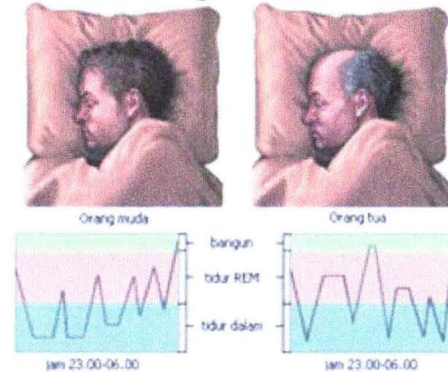 Orang muda
Orang tua
bangun
tidur REM
tidur dalam
jam 23.00-06.00
jam 23.00-06.00